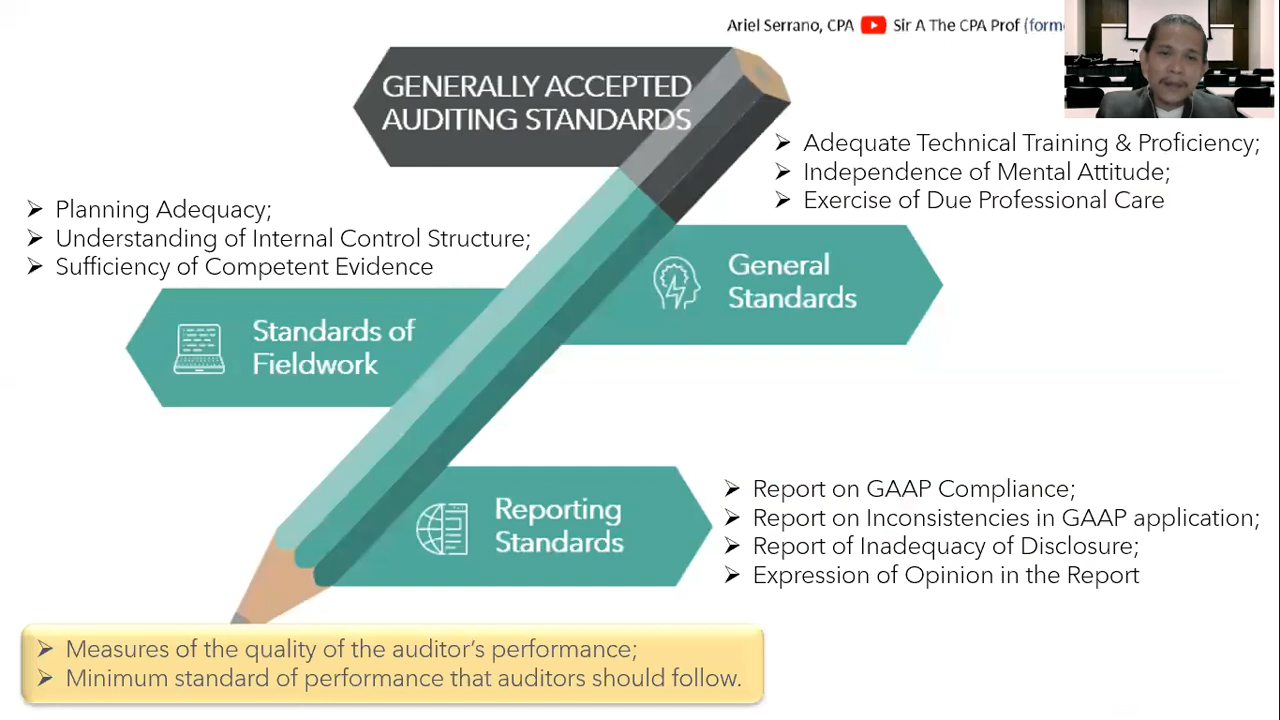 Ariel Serrano, CPA Sir A The CPA Prof (form
GENERALLY ACCEPTED
AUDITING STANDARDS
➢ Adequate Technical Training & Proficiency;
➢ Independence of Mental Attitude;
➢ Exercise of Due Professional Care
General
Standards
➢ Planning Adequacy;
➢ Understanding of Internal Control Structure;
➢ Sufficiency of Competent Evidence
Standards of
Fieldwork
Reporting
Standards
➢ Report on GAAP Compliance;
➢ Report on Inconsistencies in GAAP application;
➢ Report of Inadequacy of Disclosure;
➢ Expression of Opinion in the Report
➢ Measures of the quality of the auditor's performance;
➢ Minimum standard of performance that auditors should follow.